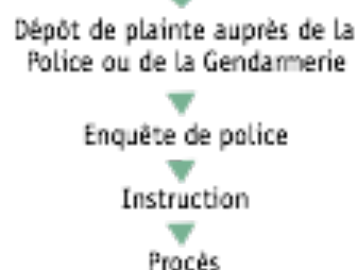 Dépôt de plainte auprès de la
Police ou de la Gendarmerie
Enquête de police
Instruction
Procès